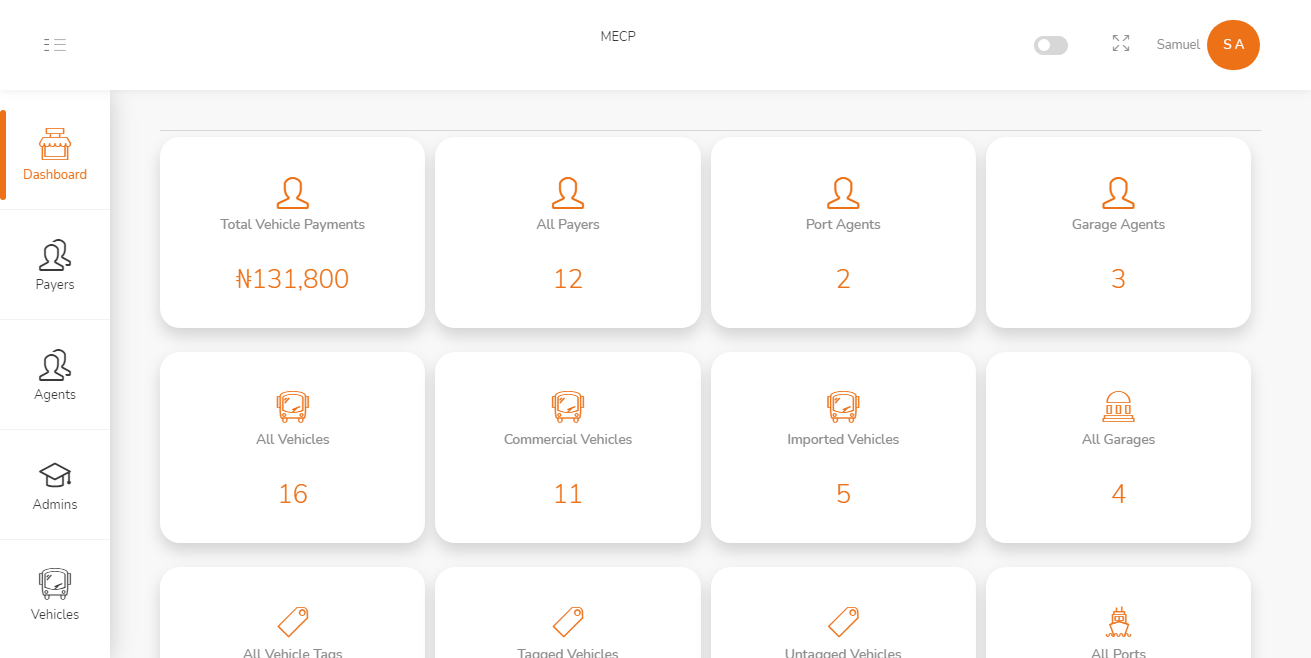 MECP
Samuel
S A
Dashboard
Payers
Agents
Admins
Vehicles
Total Vehicle Payments
₦131,800
All Payers
12
Port Agents
2
Garage Agents
3
All Vehicles
16
Commercial Vehicles
11
Imported Vehicles
5
All Garages
4
All Vehicle Tags
Tagged Vehicles
Untagged Vehicles
All Ports